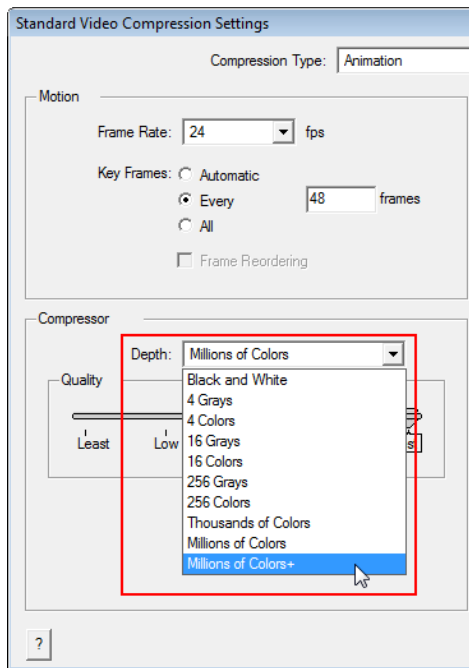 Standard Video Compression Settings
Compression Type: Animation
Motion
Frame Rate: 24 fps
Key Frames: Automatic
Every 48 frames
All
Frame Reordering
Compressor
Depth: Millions of Colors
Quality
Least Low
Black and White
4 Grays
4 Colors
16 Grays
16 Colors
256 Grays
256 Colors
Thousands of Colors
Millions of Colors
Millions of Colors+
?